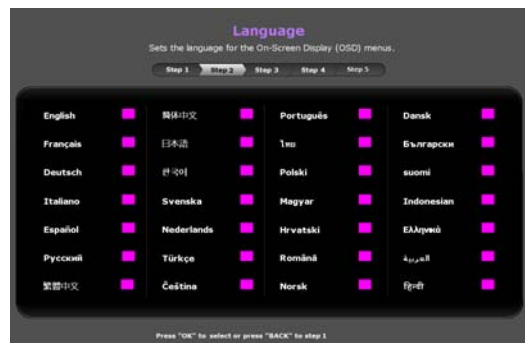 Language
Sets the language for the On-Screen Display (OSD) menus.
Step 1 Step 2 Step 3 Step 4 Step 5
English 簡体中文 Português Dansk
Français 日本語 ไทย Български
Deutsch 한국어 Polski suomi
Italiano Svenska Magyar Indonesian
Español Nederlands Hrvatski Ελληνικά
Русский Türkçe Română العربية
繁體中文 Čeština Norsk हिन्दी
Press "OK" to select or press "BACK" to step 1